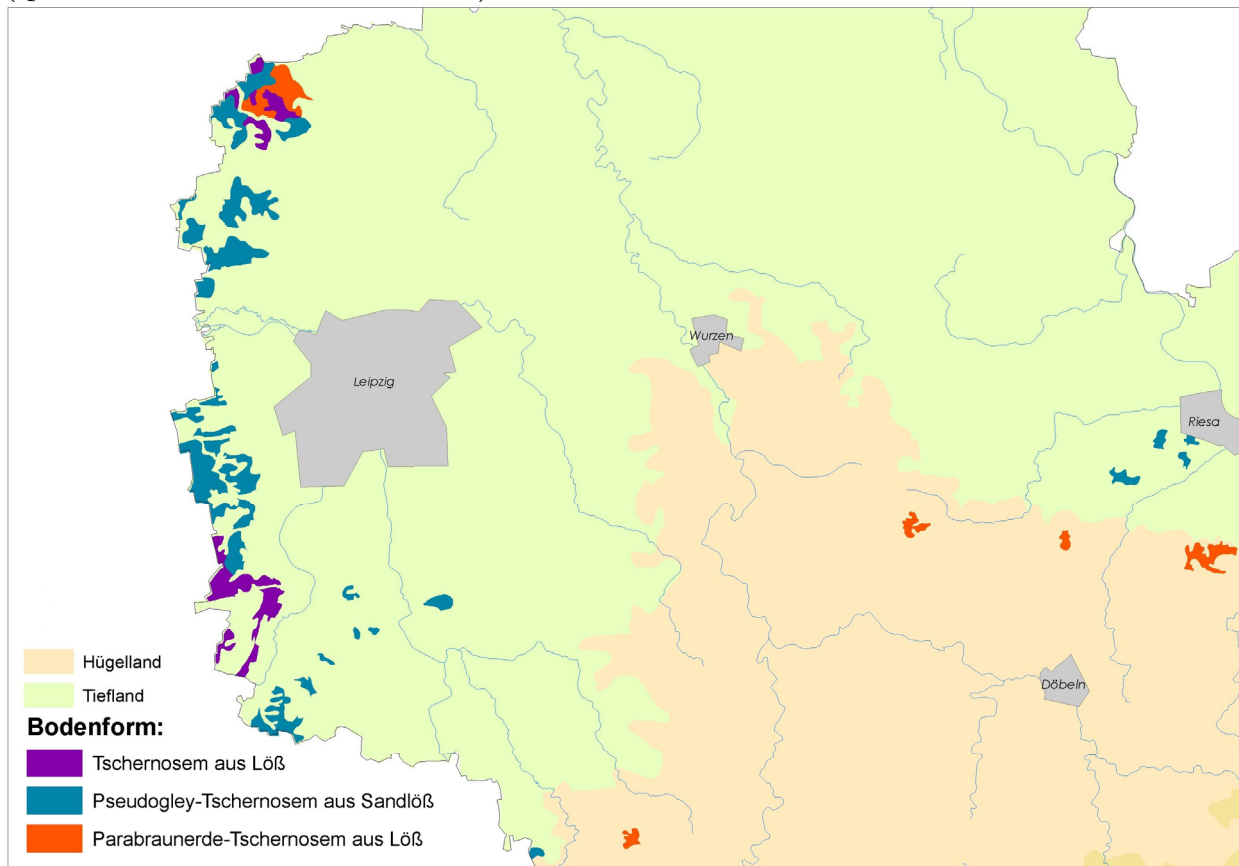 Wurzen
Leipzig
Riesa
Döbeln
Hügelland
Tiefland
Bodenform:
Tschernosem aus Löß
Pseudogley-Tschernosem aus Sandlöß
Parabraunerde-Tschernosem aus Löß